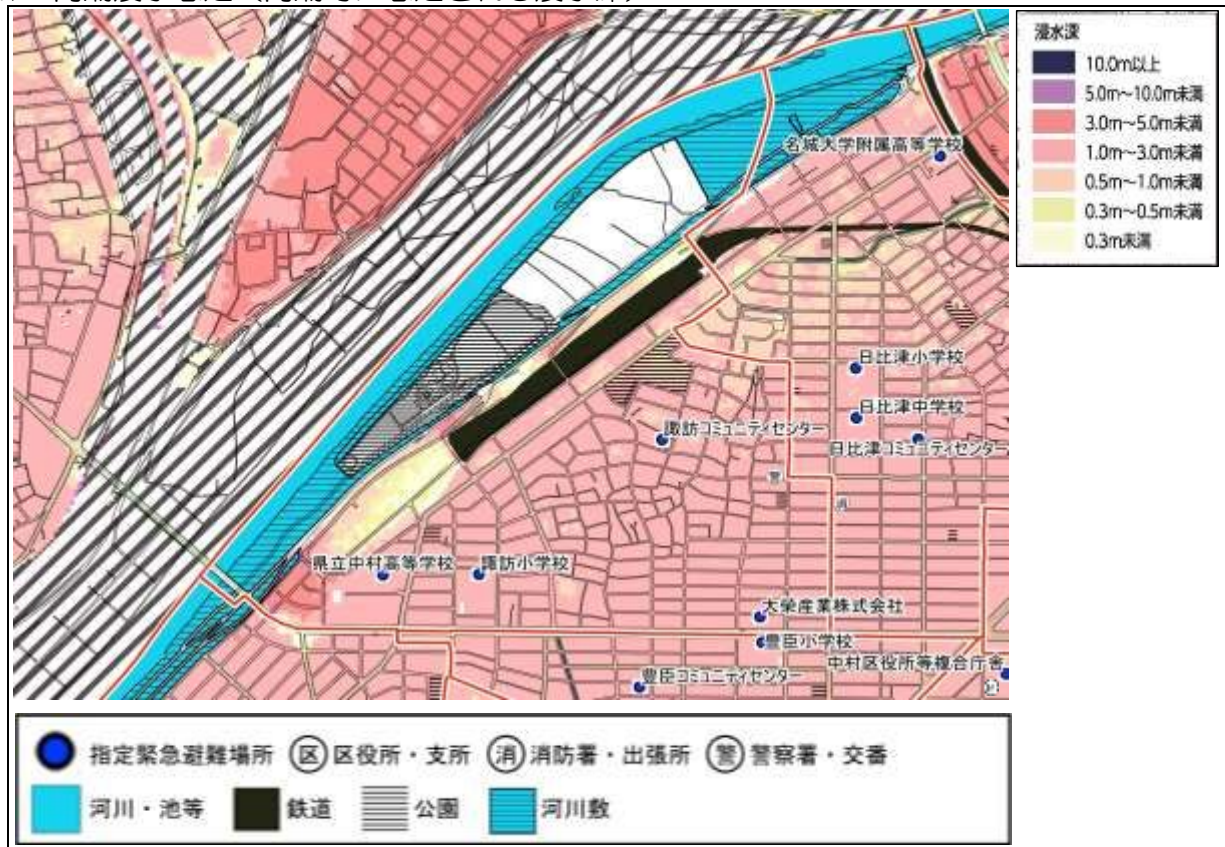 浸水深
10.0m以上
5.0m～10.0m未満
3.0m～5.0m未満
1.0m～3.0m未満
0.5m～1.0m未満
0.3m～0.5m未満
0.3m未満
名城大学附属高等学校
日比津小学校
日比津中学校
諏訪コミュニティセンター
日比津コミュニティセンター
警
消
県立中村高等学校
諏訪小学校
大栄産業株式会社
豊臣小学校
中村区役所等複合庁舎
豊臣コミュニティセンター
指定緊急避難場所 区 区役所・支所 消 消防署・出張所 警 警察署・交番
河川・池等 鉄道 公園 河川敷